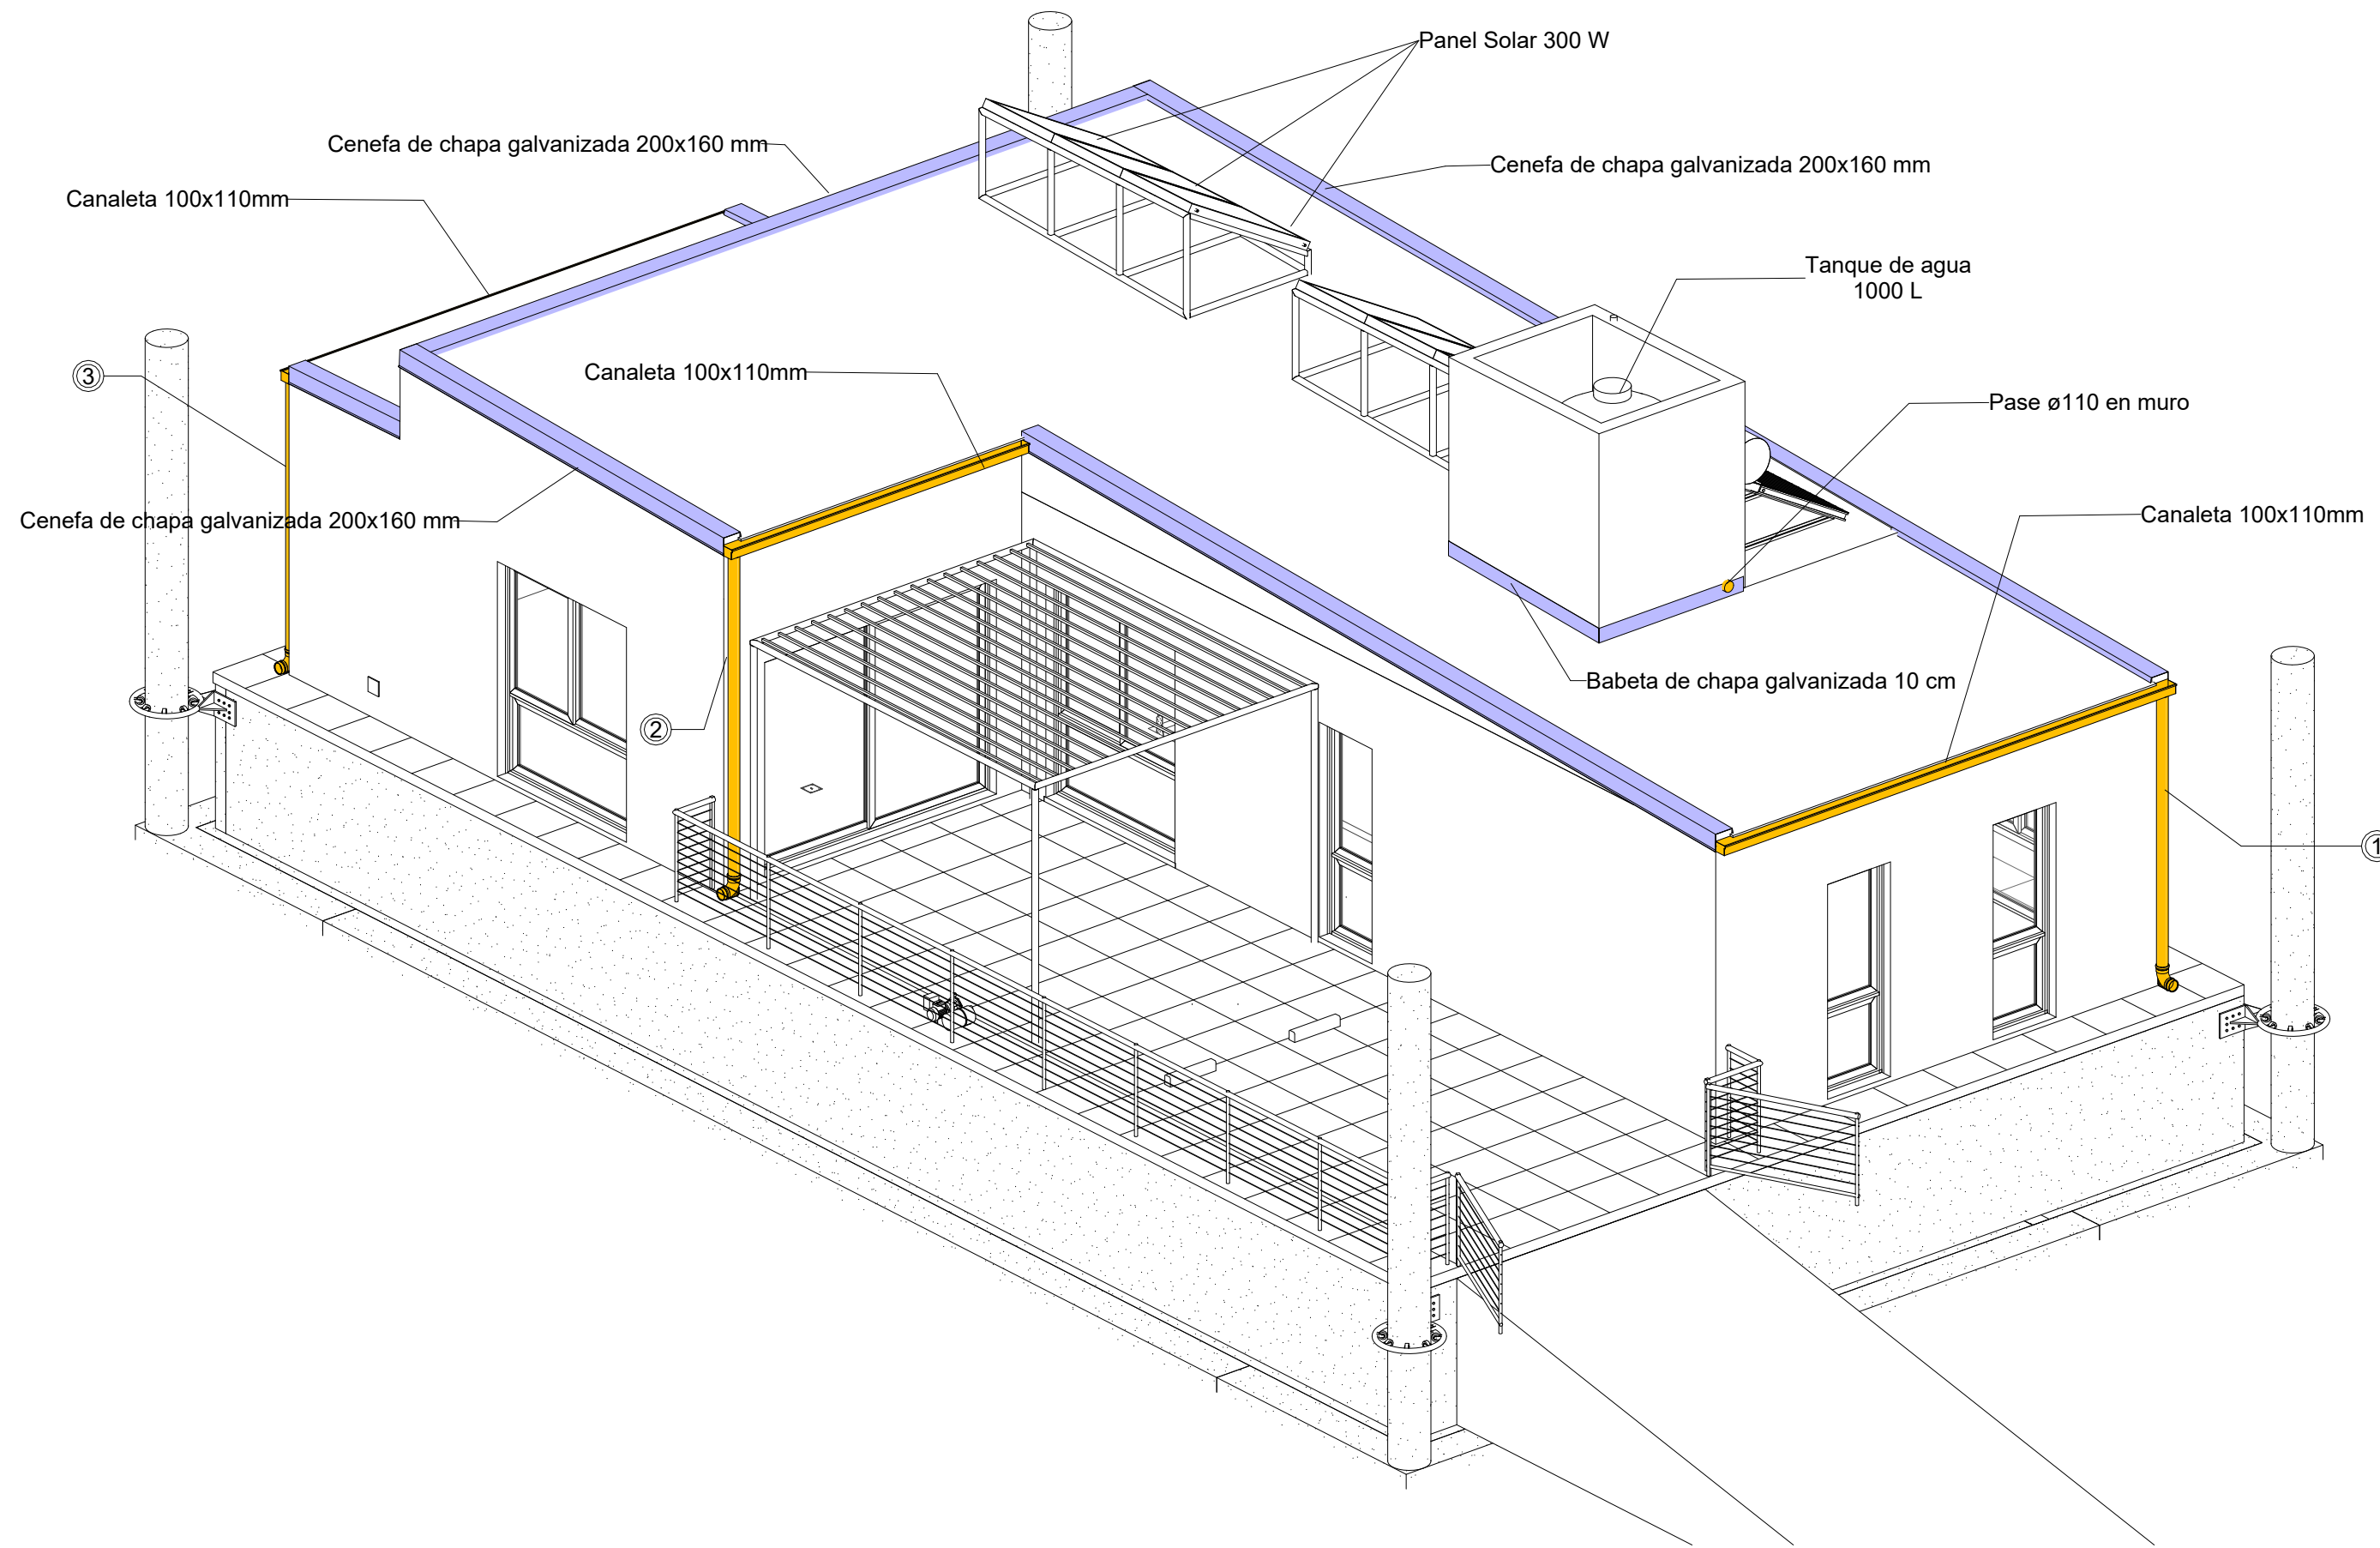 Panel Solar 300 W
Cenefa de chapa galvanizada 200x160 mm
Cenefa de chapa galvanizada 200x160 mm
Canaleta 100x110mm
Tanque de agua
1000 L
3
Canaleta 100x110mm
Pase ø110 en muro
Cenefa de chapa galvanizada 200x160 mm
Canaleta 100x110mm
Babeta de chapa galvanizada 10 cm
2
1